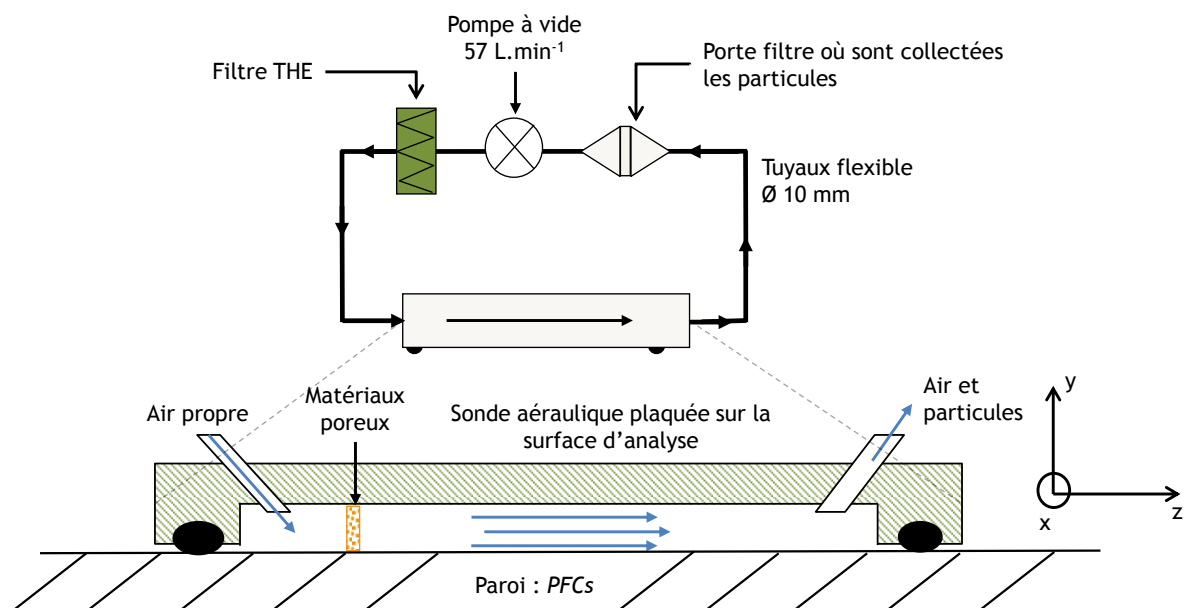 Pompe à vide
57 L.min⁻¹
Filtre THE
Porte filtre où sont collectées
les particules
Tuyaux flexible
Ø 10 mm
Air propre
Matériaux
poreux
Sonde aéraulique plaquée sur la
surface d'analyse
Air et
particules
y
x
z
Paroi : PFCs